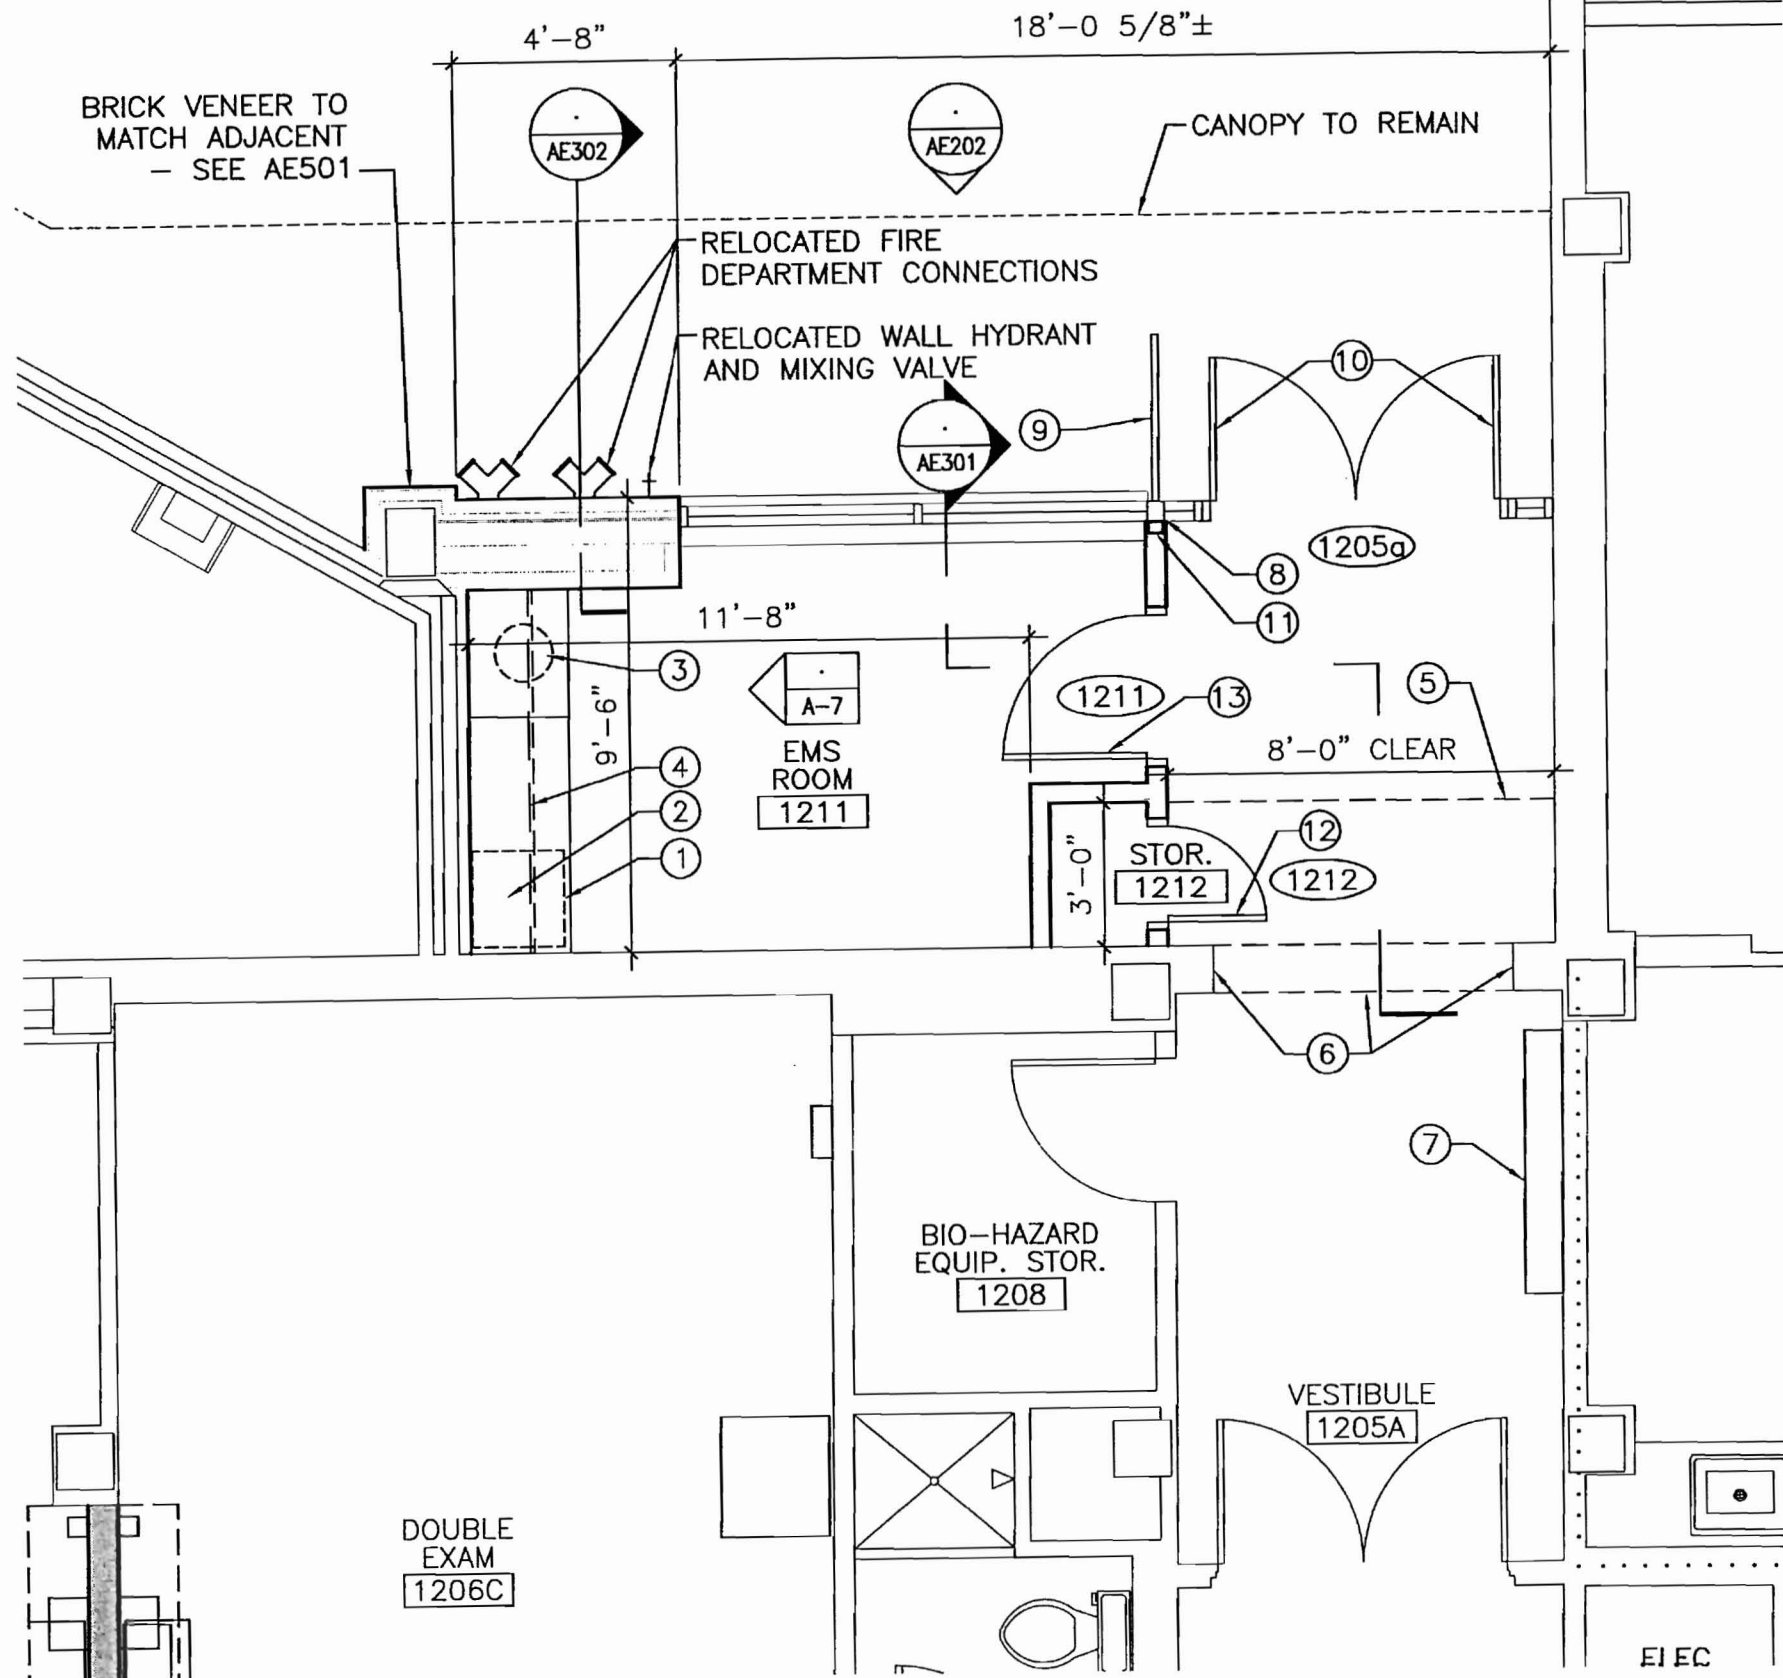 4'-8"
18'-0 5/8"±
BRICK VENEER TO
MATCH ADJACENT
- SEE AE501
AE302
AE202
CANOPY TO REMAIN
RELOCATED FIRE
DEPARTMENT CONNECTIONS
RELOCATED WALL HYDRANT
AND MIXING VALVE
10
9
AE301
1205a
8
11
11'-8"
3
A-7
1211
13
5
9'-6"
EMS
ROOM
1211
8'-0" CLEAR
4
2
1
12
3'-0"
STOR.
1212
1212
6
7
BIO-HAZARD
EQUIP. STOR.
1208
VESTIBULE
1205A
DOUBLE
EXAM
1206C
ELEC